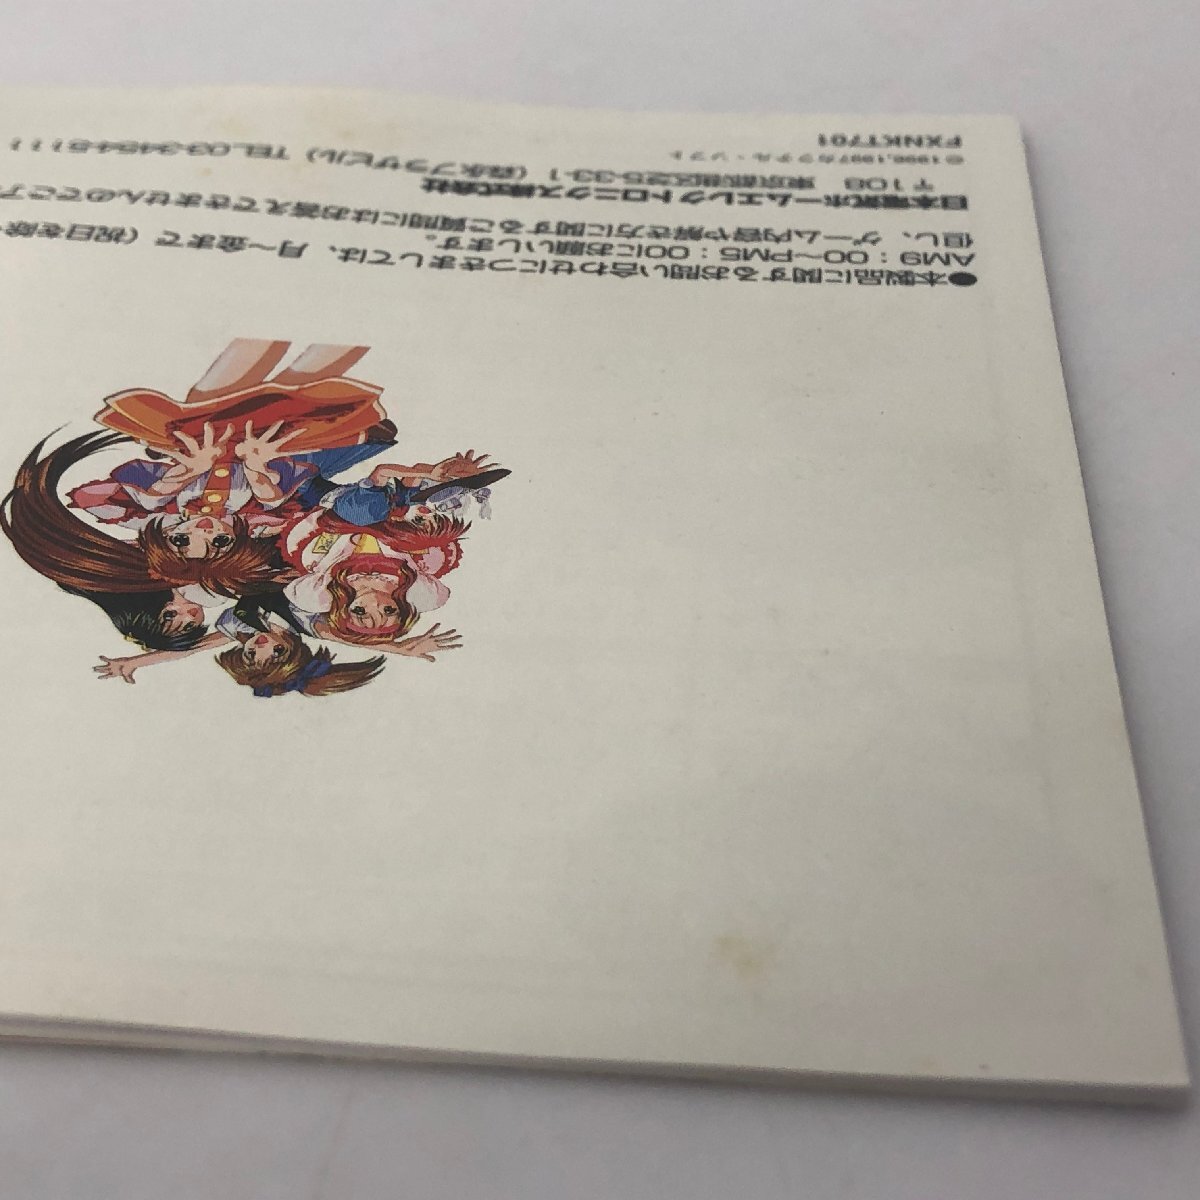 ●本製品に関するお問い合わせにつきましては、月〜金まで（祝日を除
AM9：00〜PM5：00にお願いします。
但し、ゲーム内容や解き方に関するご質問にはお答えできませんのでご了
日本電気ホームエレクトロニクス株式会社
〒108 東京都港区芝5-33-1（森永プラザビル）TEL.03-3454-5111
©1996,1997カクテル・ソフト
FXNKT701